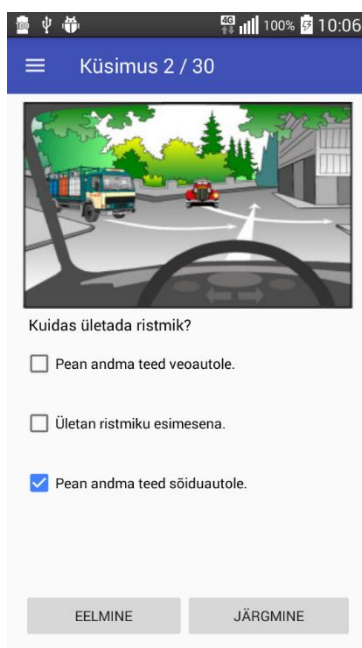 100% 10:06
Küsimus 2 / 30
Kuidas ületada ristmik?
Pean andma teed veoautole.
Ületan ristmiku esimesena.
Pean andma teed sõiduautole.
EELMINE JÄRGMINE